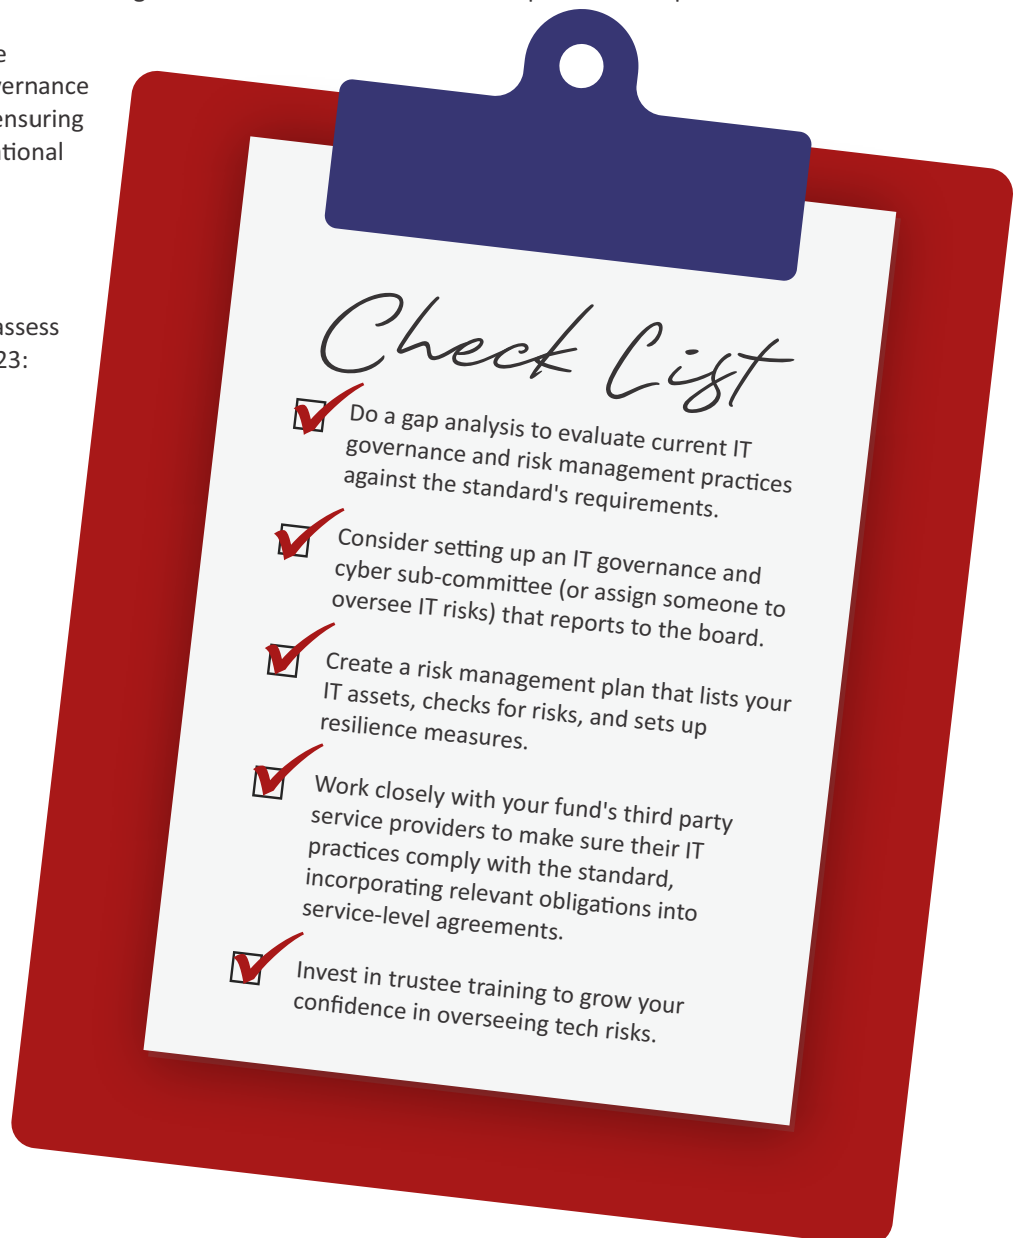 ernance
ensuring
assess
23:
Check List
Do a gap analysis to evaluate current IT
governance and risk management practices
against the standard's requirements.
Consider setting up an IT governance and
cyber sub-committee (or assign someone to
oversee IT risks) that reports to the board.
Create a risk management plan that lists your
IT assets, checks for risks, and sets up
resilience measures.
Work closely with your fund's third party
service providers to make sure their IT
practices comply with the standard,
incorporating relevant obligations into
service-level agreements.
Invest in trustee training to grow your
confidence in overseeing tech risks.